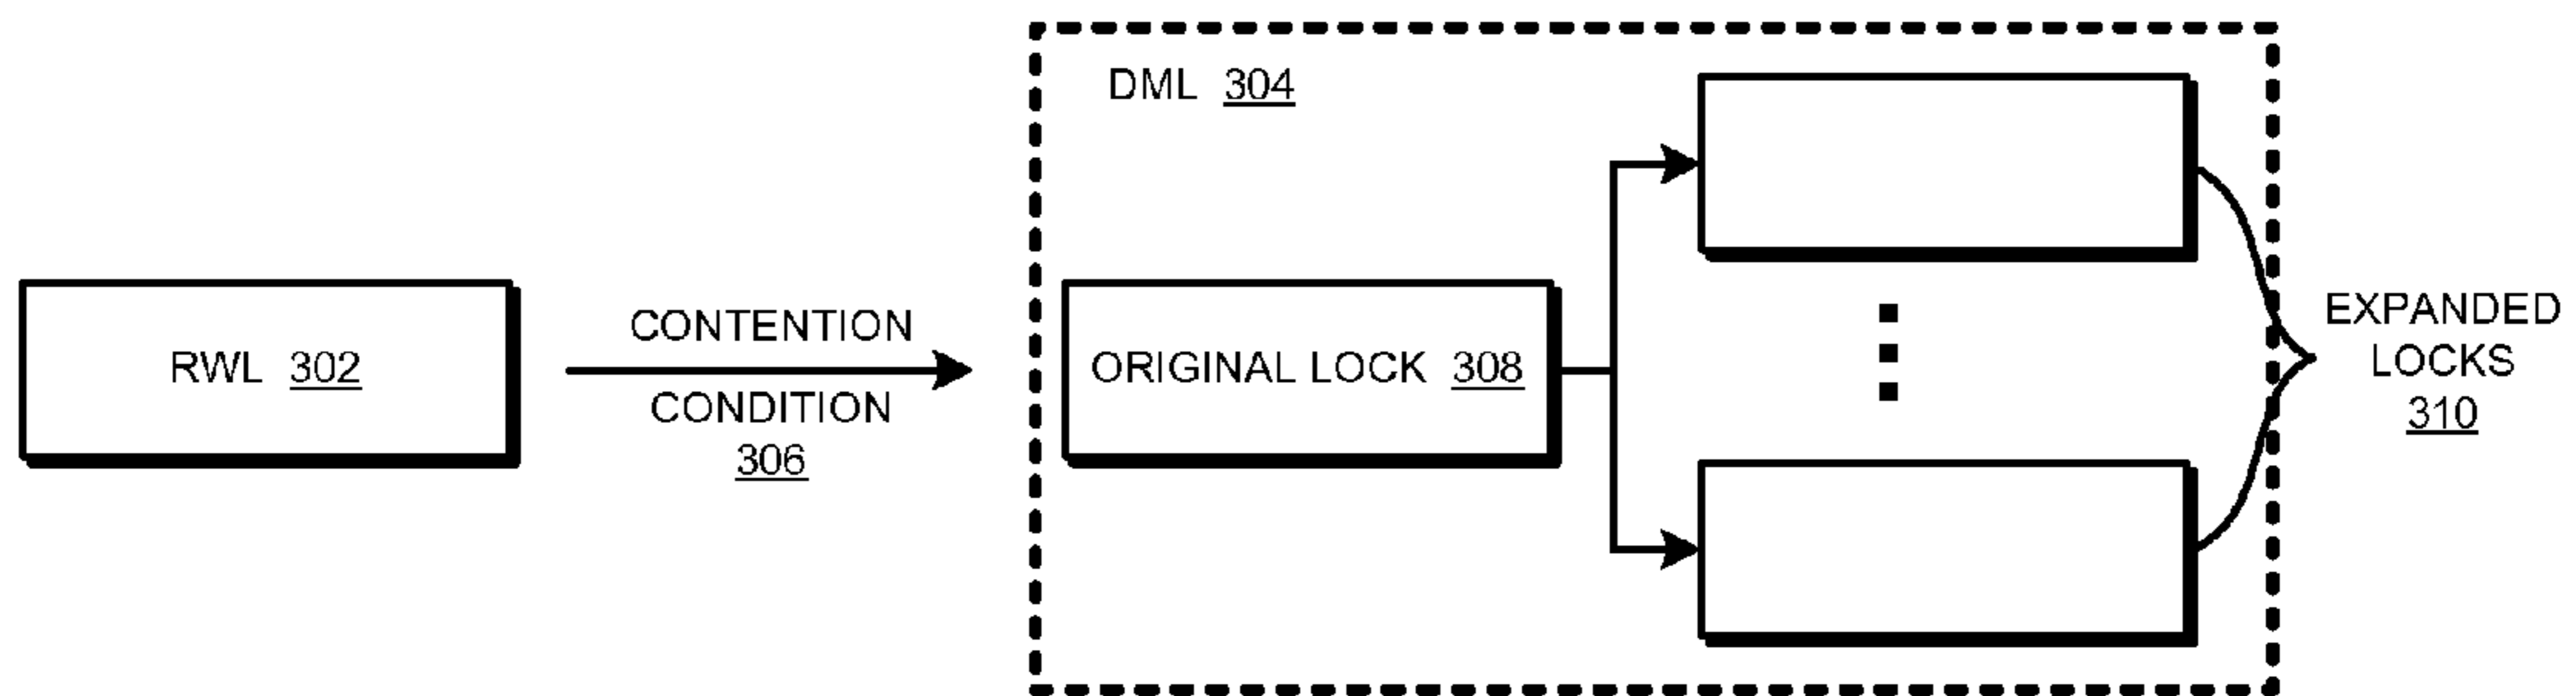 RWL 302
CONTENTION
CONDITION
306
DML 304
ORIGINAL LOCK 308
EXPANDED
LOCKS
310